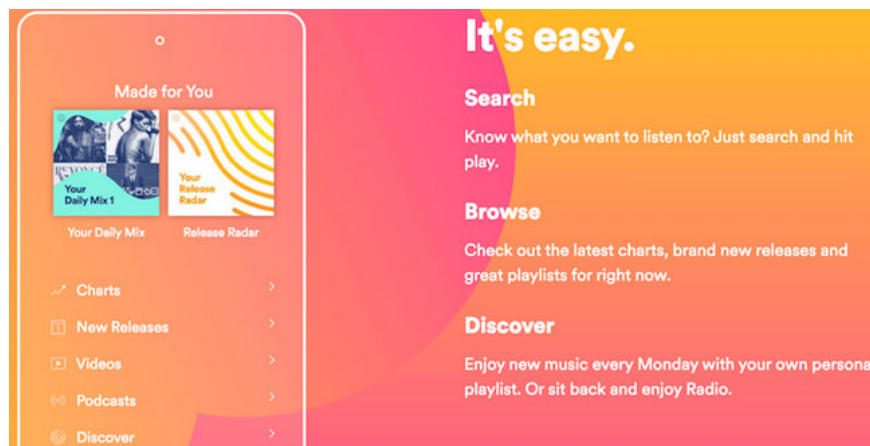 Made for You
BEYONCÉ
Your
Daily Mix 1
Your
Release
Radar
Your Daily Mix
Release Radar
Charts
New Releases
Videos
Podcasts
Discover
It's easy.
Search
Know what you want to listen to? Just search and hit
play.
Browse
Check out the latest charts, brand new releases and
great playlists for right now.
Discover
Enjoy new music every Monday with your own persona
playlist. Or sit back and enjoy Radio.